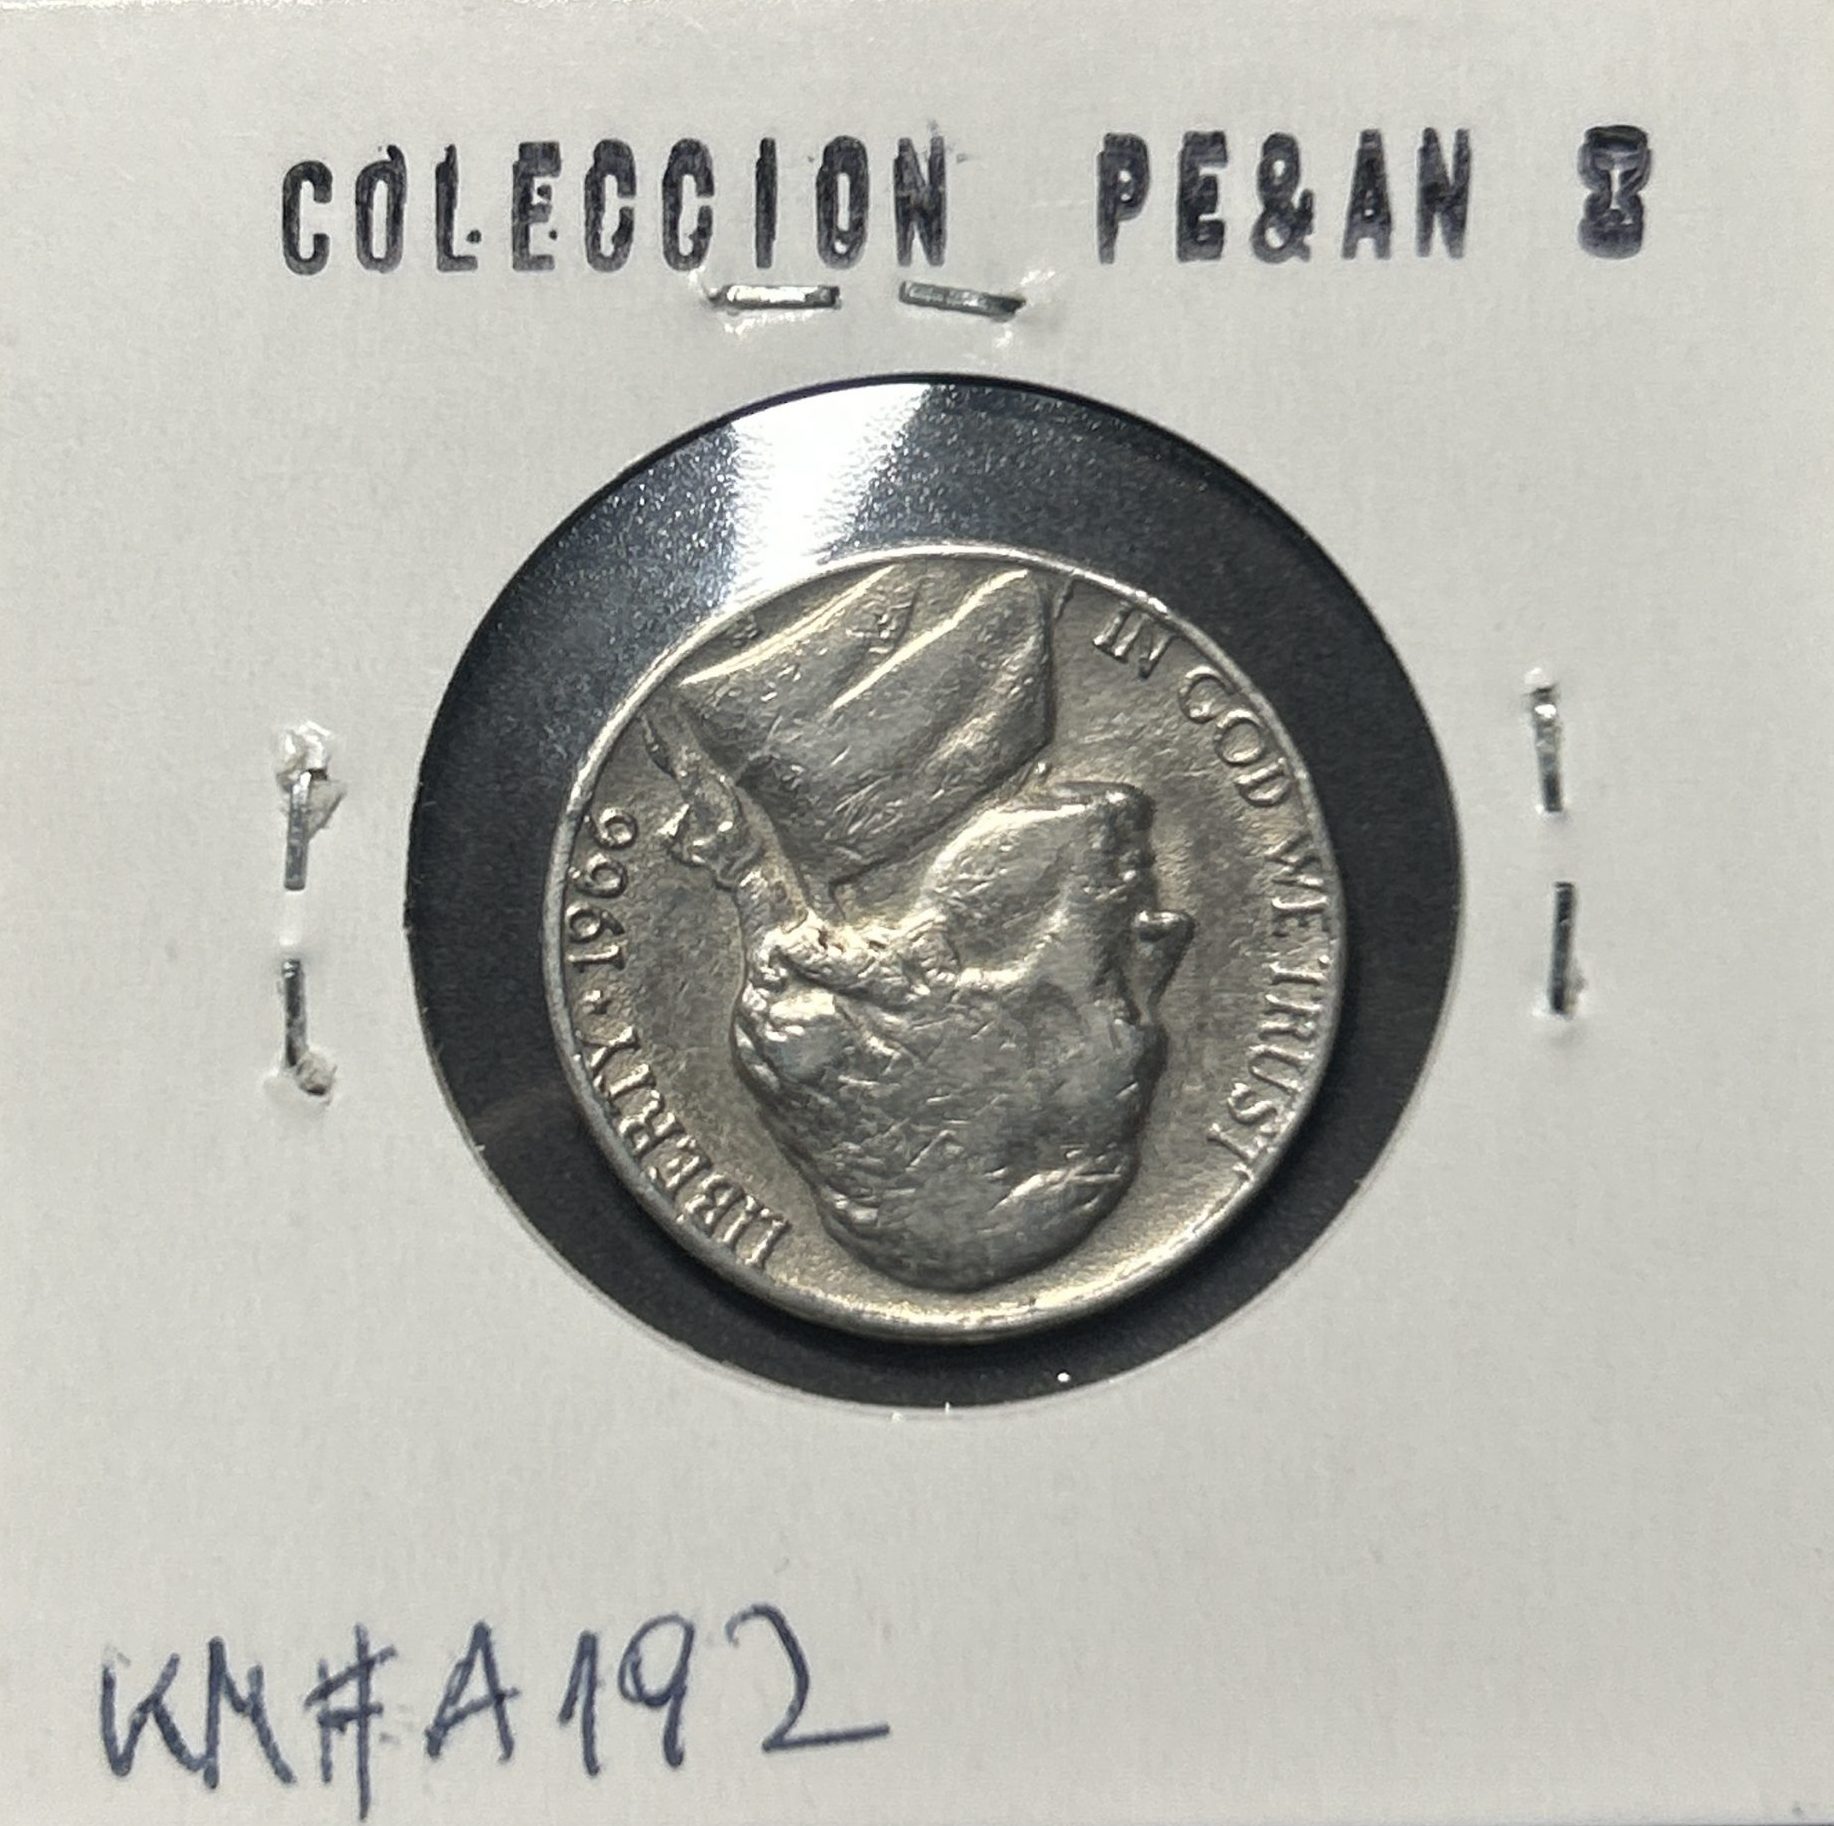 COLECCION PE&AN
IN GOD WE TRUST
LIBERTY · 1966
KM#A192